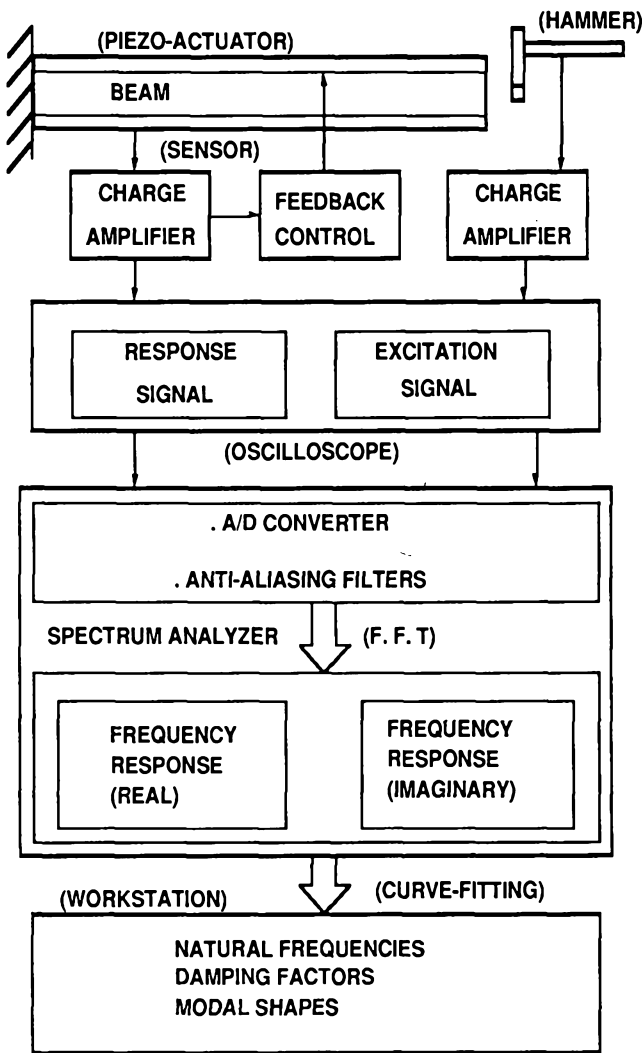 (PIEZO-ACTUATOR)
(HAMMER)
BEAM
(SENSOR)
CHARGE
AMPLIFIER
FEEDBACK
CONTROL
CHARGE
AMPLIFIER
RESPONSE
SIGNAL
EXCITATION
SIGNAL
(OSCILLOSCOPE)
. A/D CONVERTER
. ANTI-ALIASING FILTERS
SPECTRUM ANALYZER
(F. F. T)
FREQUENCY
RESPONSE
(REAL)
FREQUENCY
RESPONSE
(IMAGINARY)
(WORKSTATION)
(CURVE-FITTING)
NATURAL FREQUENCIES
DAMPING FACTORS
MODAL SHAPES